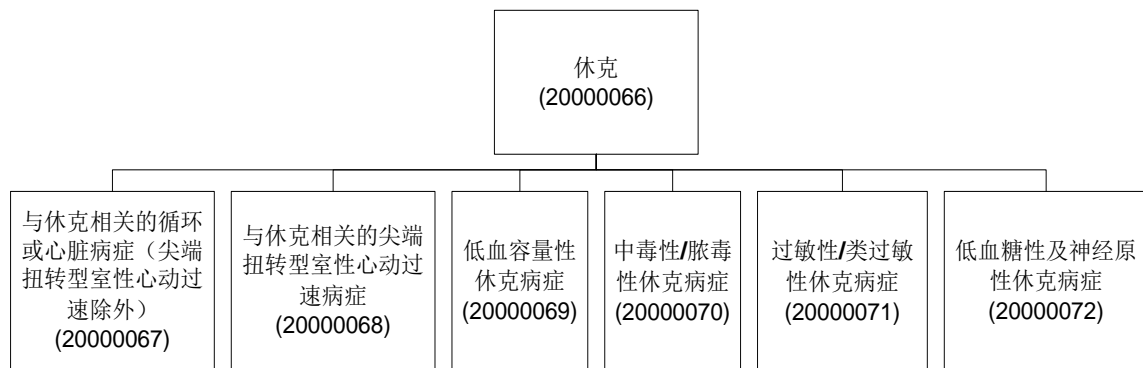 休克
(20000066)
与休克相关的循环
或心脏病症（尖端
扭转型室性心动过
速除外）
(20000067)
与休克相关的尖端
扭转型室性心动过
速病症
(20000068)
低血容量性
休克病症
(20000069)
中毒性/脓毒
性休克病症
(20000070)
过敏性/类过敏
性休克病症
(20000071)
低血糖性及神经原
性休克病症
(20000072)